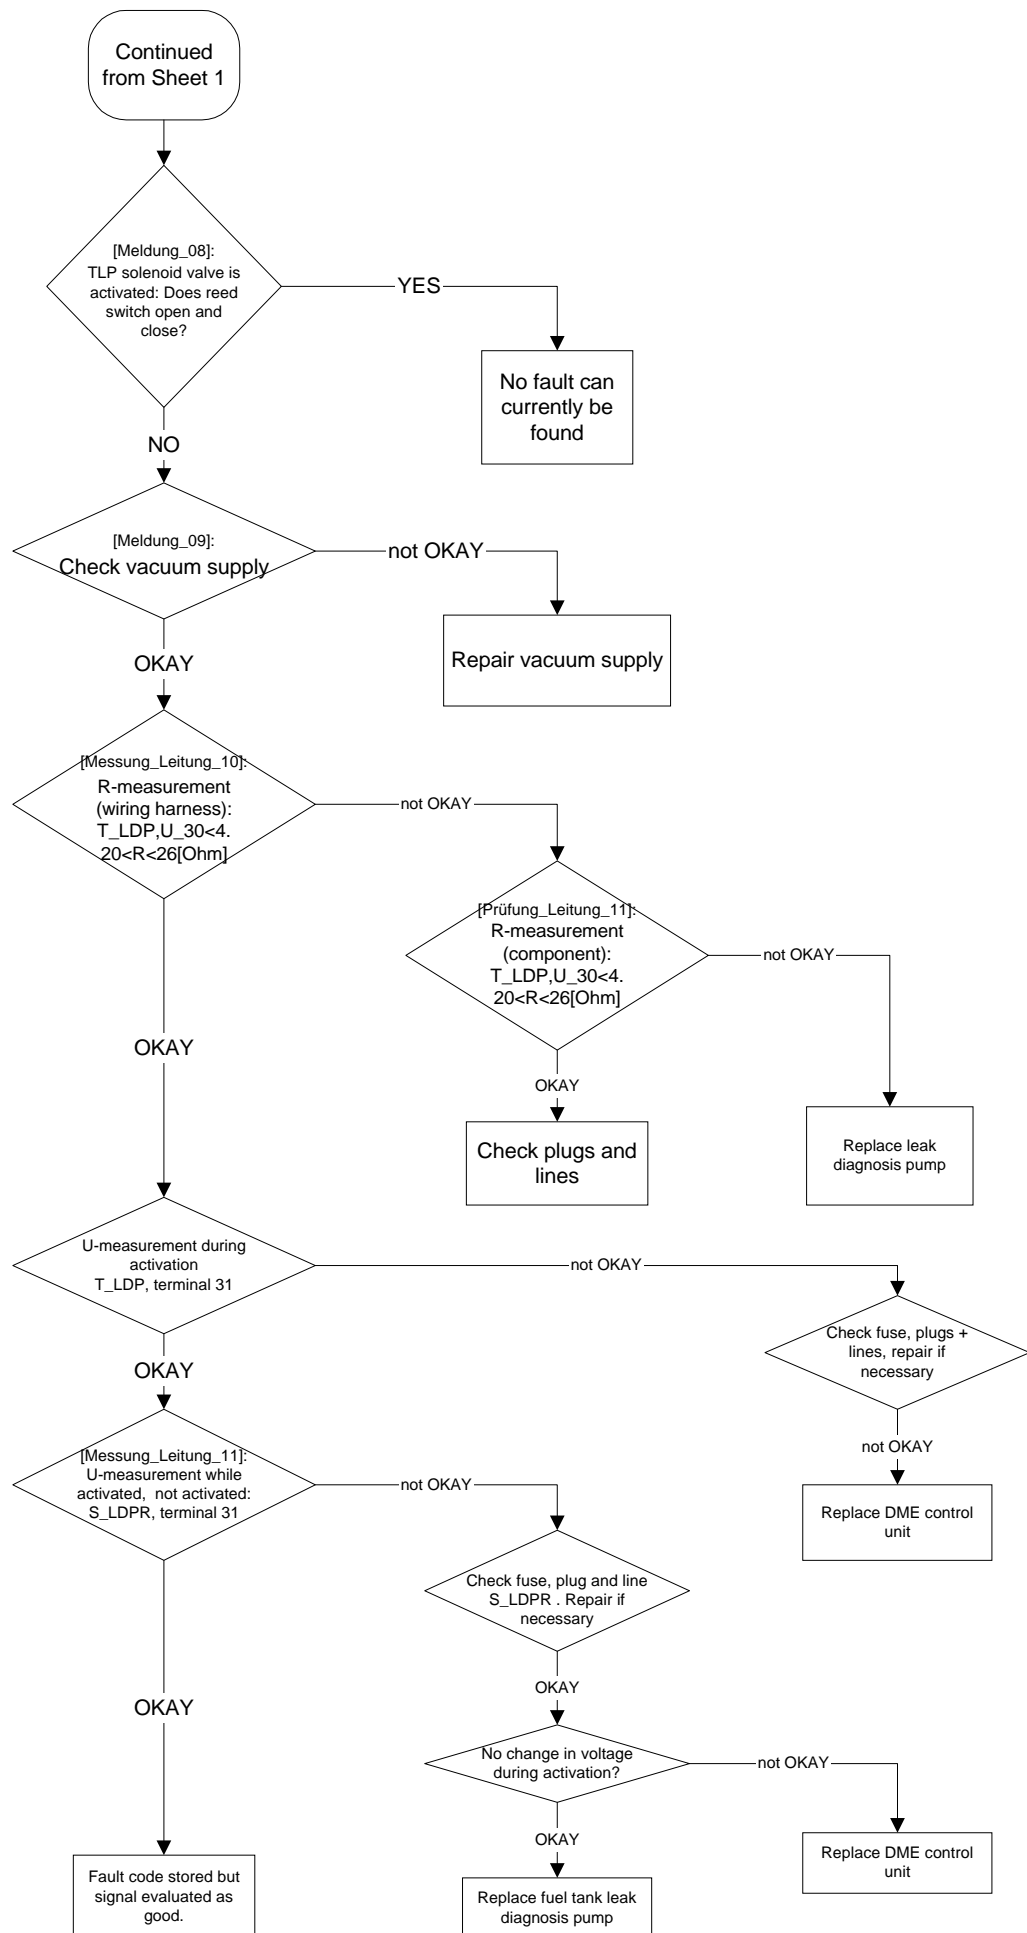 Continued
from Sheet 1
[Meldung_08]:
TLP solenoid valve is
activated: Does reed
switch open and
close?
YES
No fault can
currently be
found
NO
[Meldung_09]:
Check vacuum supply
not OKAY
Repair vacuum supply
OKAY
[Messung_Leitung_10]:
R-measurement
(wiring harness):
T_LDP,U_30<4.
20<R<26[Ohm]
not OKAY
[Prüfung_Leitung_11]:
R-measurement
(component):
T_LDP,U_30<4.
20<R<26[Ohm]
not OKAY
OKAY
OKAY
Check plugs and
lines
Replace leak
diagnosis pump
U-measurement during
activation
T_LDP, terminal 31
not OKAY
Check fuse, plugs +
lines, repair if
necessary
OKAY
not OKAY
[Messung_Leitung_11]:
U-measurement while
activated,  not activated:
S_LDPR, terminal 31
not OKAY
Replace DME control
unit
Check fuse, plug and line
S_LDPR . Repair if
necessary
OKAY
OKAY
No change in voltage
during activation?
not OKAY
OKAY
Replace DME control
unit
Fault code stored but
signal evaluated as
good.
Replace fuel tank leak
diagnosis pump